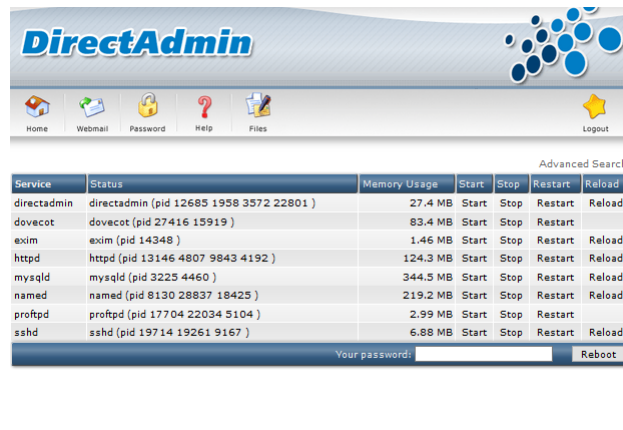 DirectAdmin
Home Webmail Password Help Files Logout
Advanced Search
Service Status Memory Usage Start Stop Restart Reload
directadmin directadmin (pid 12685 1958 3572 22801 ) 27.4 MB Start Stop Restart Reload
dovecot dovecot (pid 27416 15919 ) 83.4 MB Start Stop Restart
exim exim (pid 14348 ) 1.46 MB Start Stop Restart Reload
httpd httpd (pid 13146 4807 9843 4192 ) 124.3 MB Start Stop Restart Reload
mysqld mysqld (pid 3225 4460 ) 344.5 MB Start Stop Restart Reload
named named (pid 8130 28837 18425 ) 219.2 MB Start Stop Restart Reload
proftpd proftpd (pid 17704 22034 5104 ) 2.99 MB Start Stop Restart
sshd sshd (pid 19714 19261 9167 ) 6.88 MB Start Stop Restart Reload
Your password: Reboot